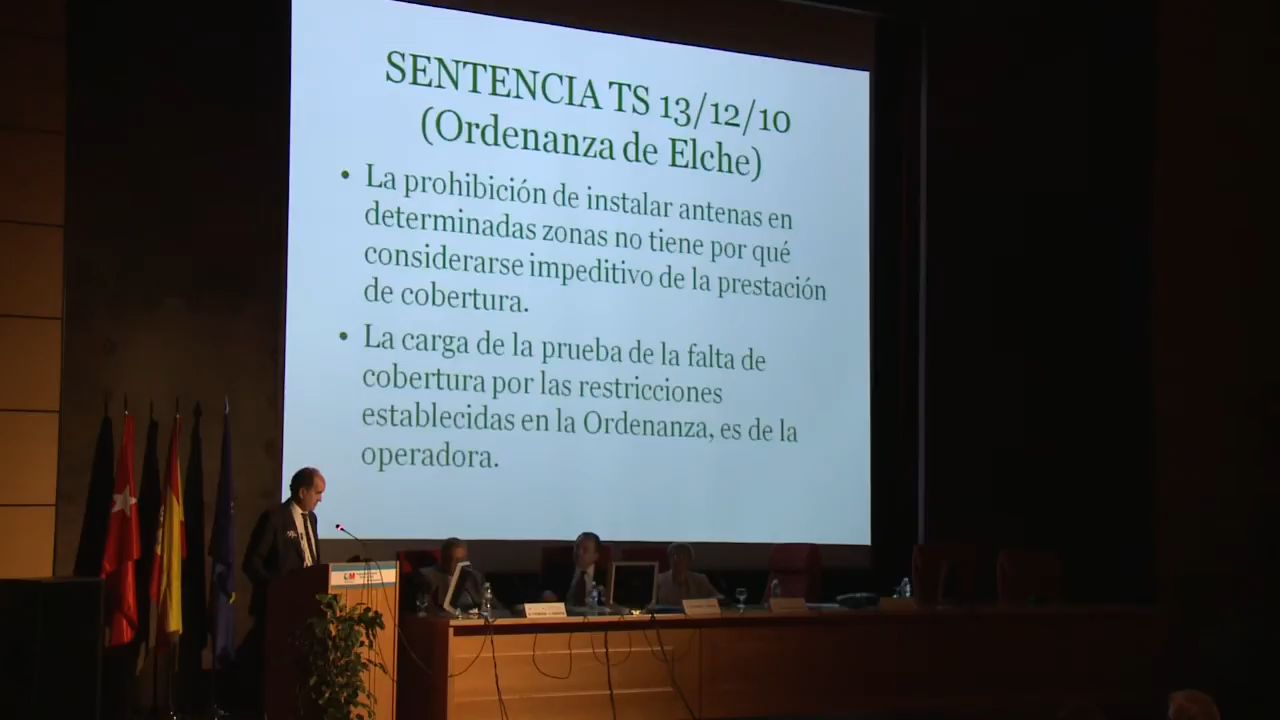 SENTENCIA TS 13/12/10
(Ordenanza de Elche)
• La prohibición de instalar antenas en
determinadas zonas no tiene por qué
considerarse impeditivo de la prestación
de cobertura.
• La carga de la prueba de la falta de
cobertura por las restricciones
establecidas en la Ordenanza, es de la
operadora.